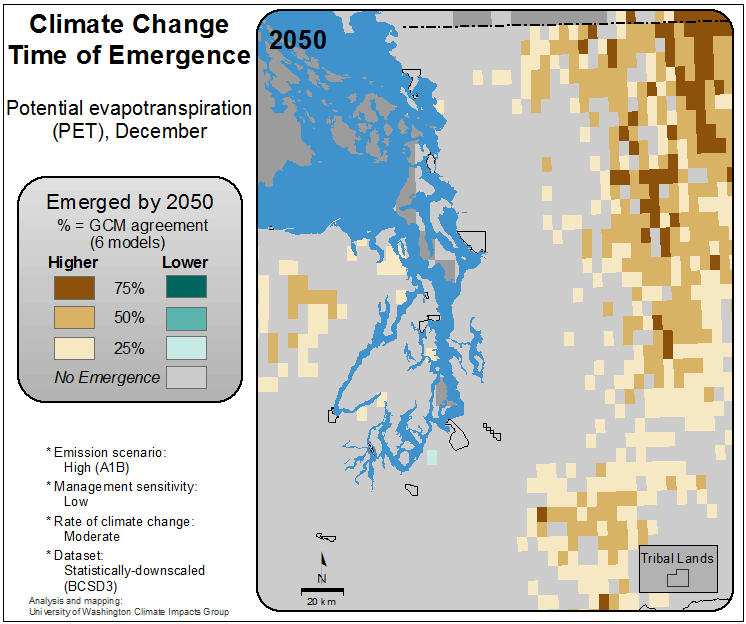 Climate Change
Time of Emergence
Potential evapotranspiration
(PET), December
Emerged by 2050
% = GCM agreement
(6 models)
Higher Lower
75%
50%
25%
No Emergence
* Emission scenario:
High (A1B)
* Management sensitivity:
Low
* Rate of climate change:
Moderate
* Dataset:
Statistically-downscaled
(BCSD3)
Analysis and mapping:
University of Washington Climate Impacts Group
2050
N
20 km
Tribal Lands